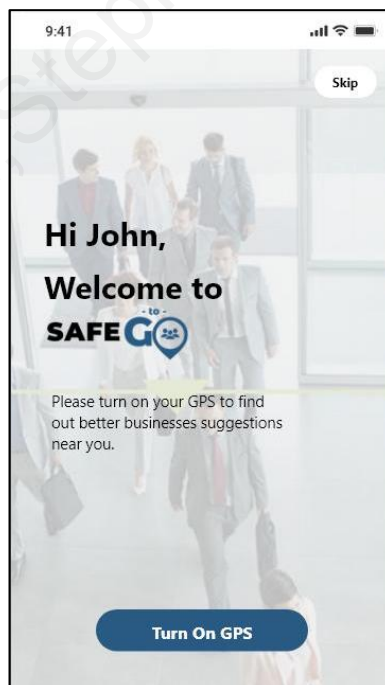 9:41
Skip
Hi John,
Welcome to
- to -
SAFE GO
Please turn on your GPS to find
out better businesses suggestions
near you.
Turn On GPS